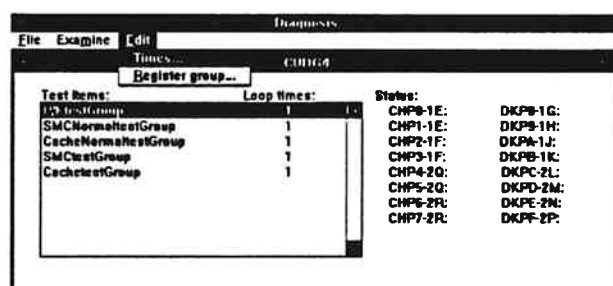 Diagnosis
File Examine Edit
Times...
Register group...
Test Items: Loop times: Status:
1
SMCNormaltestGroup 1
CacheNormaltestGroup 1
SMCtestGroup 1
CachetestGroup 1
CHP0-1E: DKP8-1G:
CHP1-1E: DKP9-1H:
CHP2-1F: DKPA-1J:
CHP3-1F: DKPB-1K:
CHP4-2Q: DKPC-2L:
CHP5-2Q: DKPD-2M:
CHP6-2R: DKPE-2N:
CHP7-2R: DKPF-2P: